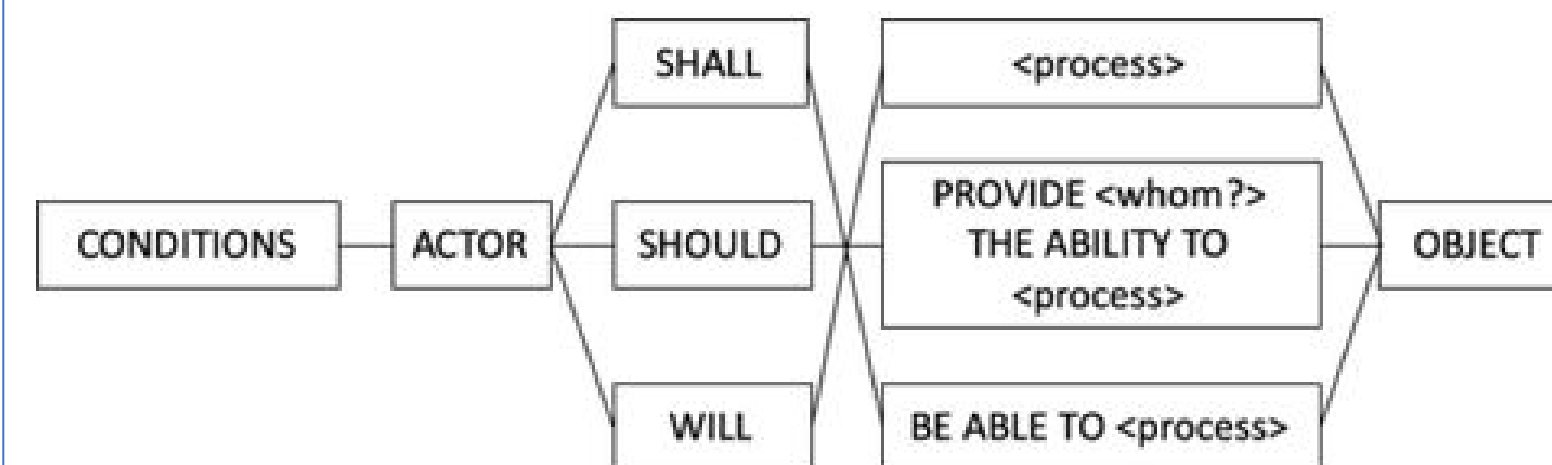 SHALL
<process>
CONDITIONS
ACTOR
SHOULD
PROVIDE <whom?>
THE ABILITY TO
<process>
OBJECT
WILL
BE ABLE TO <process>